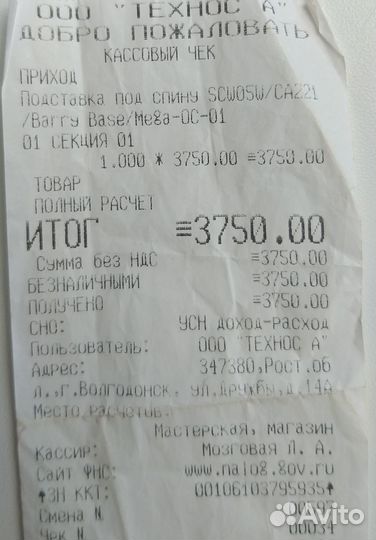 ООО "ТЕХНОС А"
ДОБРО ПОЖАЛОВАТЬ
КАССОВЫЙ ЧЕК
ПРИХОД
Подставка под спину SCW05W/CA221
/Barry Base/Mega-OC-01
01 СЕКЦИЯ 01
1.000 * 3750.00 ≡3750.00
ТОВАР
ПОЛНЫЙ РАСЧЕТ
ИТОГ ≡3750.00
Сумма без НДС ≡3750.00
БЕЗНАЛИЧНЫМИ ≡3750.00
ПОЛУЧЕНО ≡3750.00
СНО: УСН доход-расход
Пользователь: ООО "ТЕХНОС А"
Адрес: 347380,Рост.об
л.,г.Волгодонск, ул.Дружбы,д.14А
Место расчетов:
Мастерская, магазин
Кассир: Мозговая Л. А.
Сайт ФНС: www.nalog.gov.ru
↑ЗН ККТ: 00106103795935↑
Смена N
Чек N 00034
Avito